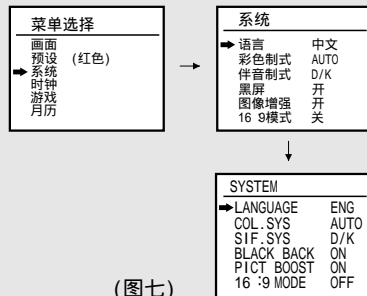 菜单选择
画面
预设 (红色)
系统
时钟
游戏
月历
系统
语言 中文
彩色制式 AUTO
伴音制式 D/K
黑屏 开
图像增强 开
16 9模式 关
SYSTEM
LANGUAGE ENG
COL.SYS AUTO
SIF.SYS D/K
BLACK BACK ON
PICT BOOST ON
16:9 MODE OFF
(图七)